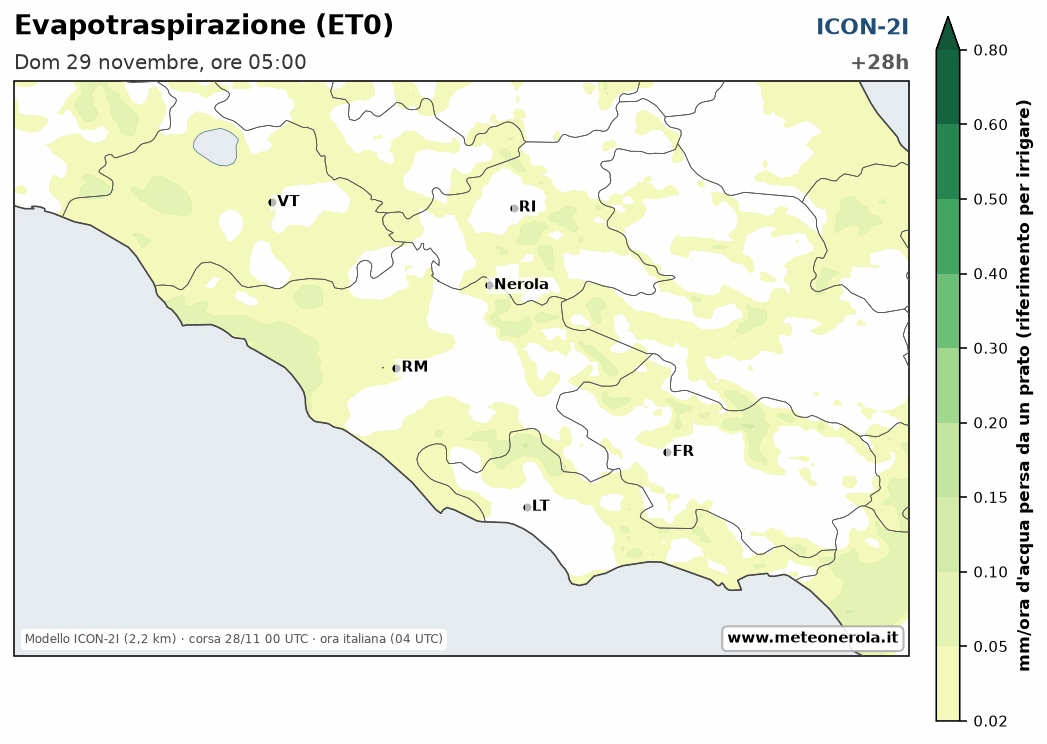 Evapotraspirazione (ET0)
ICON-2I
Dom 29 novembre, ore 05:00
+28h
VT
RI
Nerola
RM
FR
LT
Modello ICON-2I (2,2 km) · corsa 28/11 00 UTC · ora italiana (04 UTC)
www.meteonerola.it
0.80
0.60
0.50
0.40
0.30
0.20
0.15
0.10
0.05
0.02
mm/ora d'acqua persa da un prato (riferimento per irrigare)